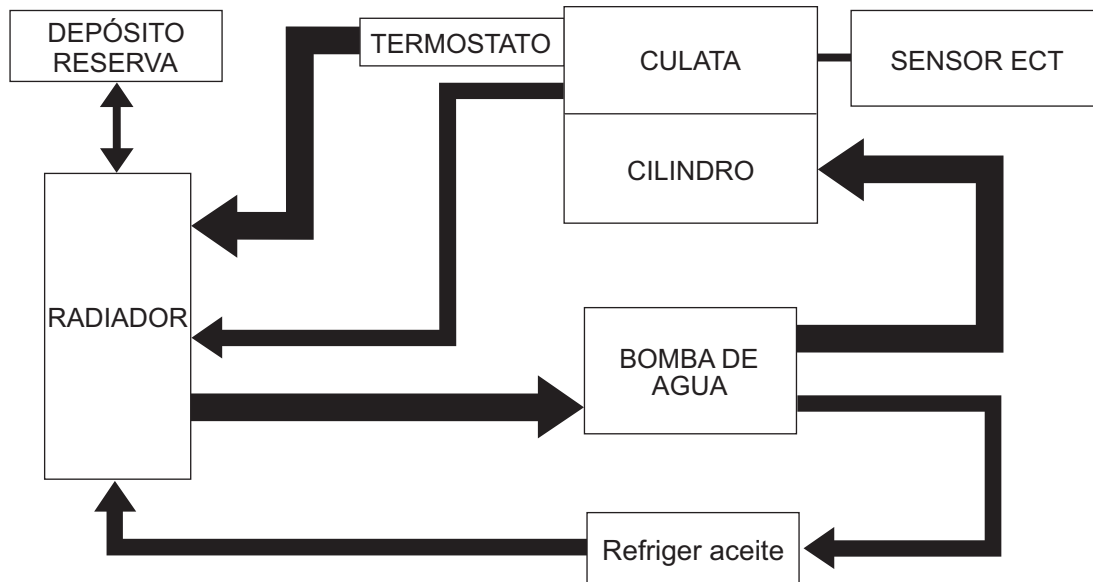 DEPÓSITO
RESERVA
TERMOSTATO
CULATA
SENSOR ECT
CILINDRO
RADIADOR
BOMBA DE
AGUA
Refriger aceite